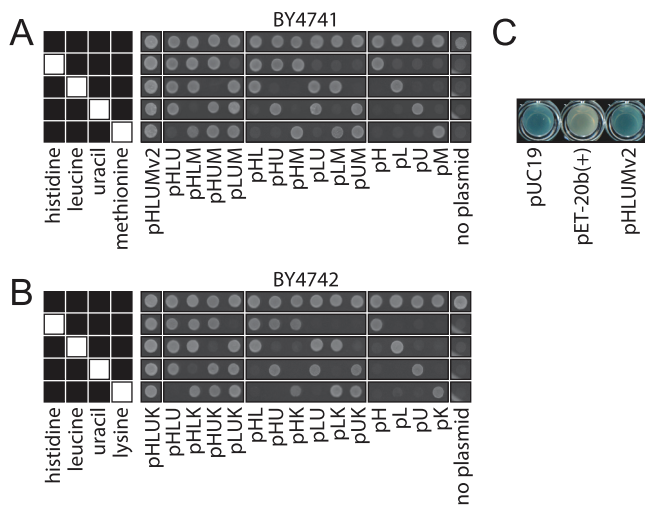 A
BY4741
C
histidine
leucine
uracil
methionine
pHLUMv2
pHLU
pHLM
pHUM
pLUM
pHL
pHU
pHM
pLU
pLM
pUM
pH
pL
pU
pM
no plasmid
pUC19
pET-20b(+)
pHLUMv2
B
BY4742
histidine
leucine
uracil
lysine
pHLUK
pHLU
pHLK
pHUK
pLUK
pHL
pHU
pHK
pLU
pLK
pUK
pH
pL
pU
pK
no plasmid